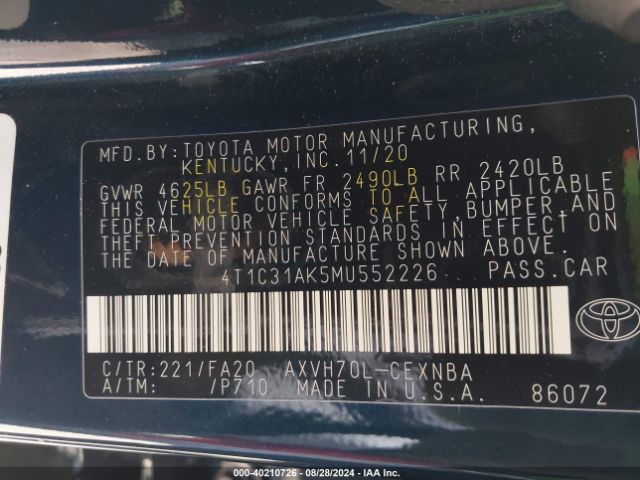 MFD.BY:TOYOTA MOTOR MANUFACTURING,
KENTUCKY,INC.11/20
GVWR 4625LB GAWR FR 2490LB RR 2420LB
THIS VEHICLE CONFORMS TO ALL APPLICABLE
FEDERAL MOTOR VEHICLE SAFETY,BUMPER,AND
THEFT PREVENTION STANDARDS IN EFFECT ON
THE DATE OF MANUFACTURE SHOWN ABOVE.
4T1C31AK5MU552226 PASS.CAR
C/TR:221/FA20 AXVH70L-CEXNBA
A/TM: /P710 MADE IN U.S.A. 86072
000-40210726 - 08/28/2024 - IAA Inc.